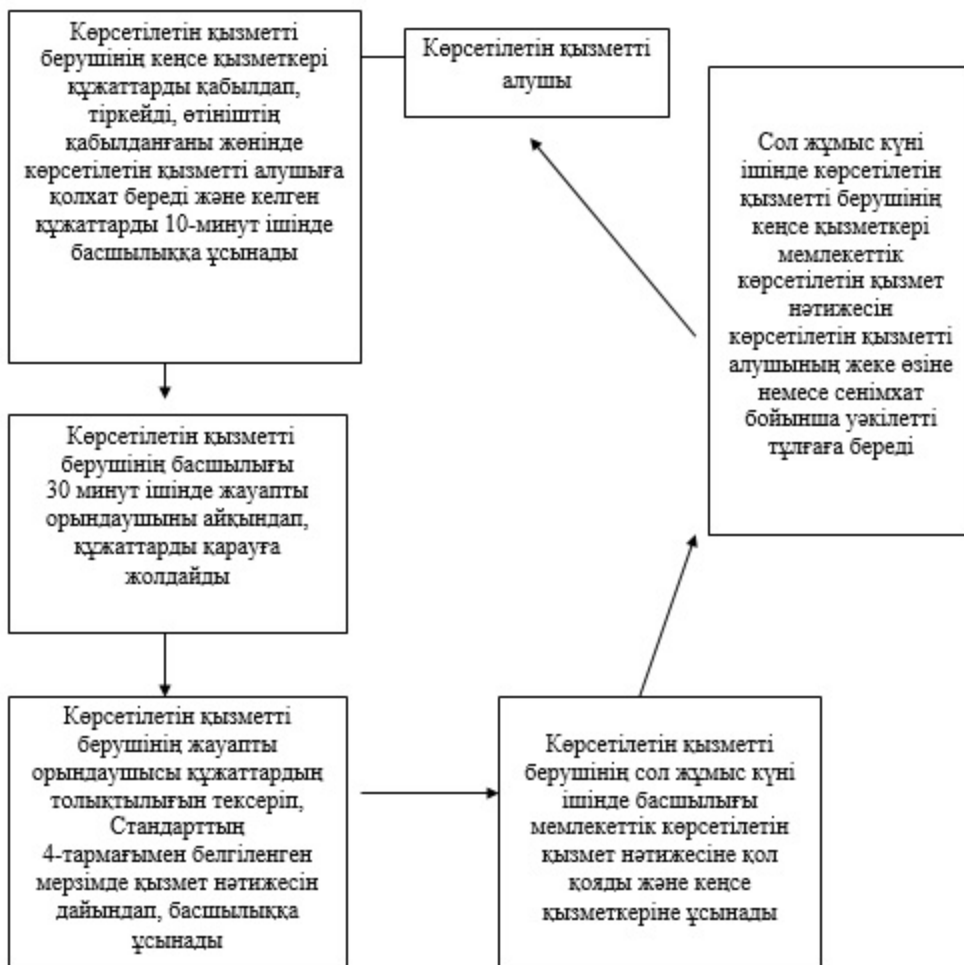 Көрсетілетін қызметті
берушінің кеңсе қызметкері
құжаттарды қабылдап,
тіркейді, өтініштің
қабылданғаны жөнінде
көрсетілетін қызметті алушыға
қолхат береді және келген
құжаттарды 10-минут ішінде
басшылыққа ұсынады
Көрсетілетін қызметті
алушы
Сол жұмыс күні
ішінде көрсетілетін
қызметті берушінің
кеңсе қызметкері
мемлекеттік
көрсетілетін қызмет
нәтижесін
көрсетілетін қызметті
алушының жеке өзіне
немесе сенімхат
бойынша уәкілетті
тұлғаға береді
Көрсетілетін қызметті
берушінің басшылығы
30 минут ішінде жауапты
орындаушыны айқындап,
құжаттарды қарауға
жолдайды
Көрсетілетін қызметті
берушінің жауапты
орындаушысы құжаттардың
толықтылығын тексеріп,
Стандарттың
4-тармағымен белгіленген
мерзімде қызмет нәтижесін
дайындап, басшылыққа
ұсынады
Көрсетілетін қызметті
берушінің сол жұмыс күні
ішінде басшылығы
мемлекеттік көрсетілетін
қызмет нәтижесіне қол
қояды және кеңсе
қызметкеріне ұсынады